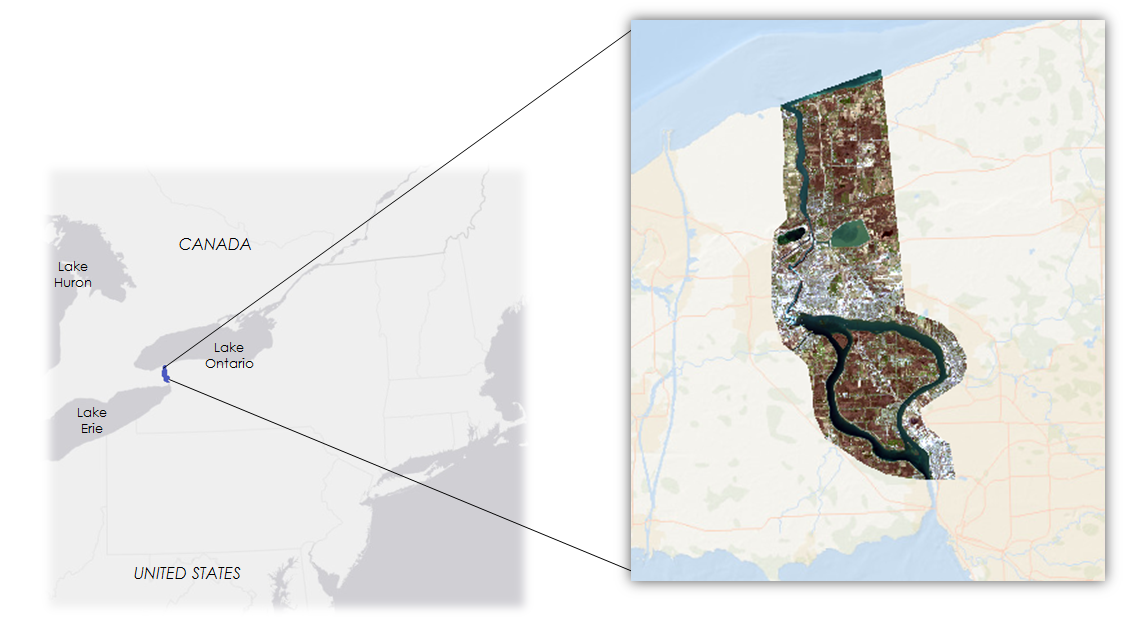 CANADA
Lake
Huron
Lake
Ontario
Lake
Erie
UNITED STATES